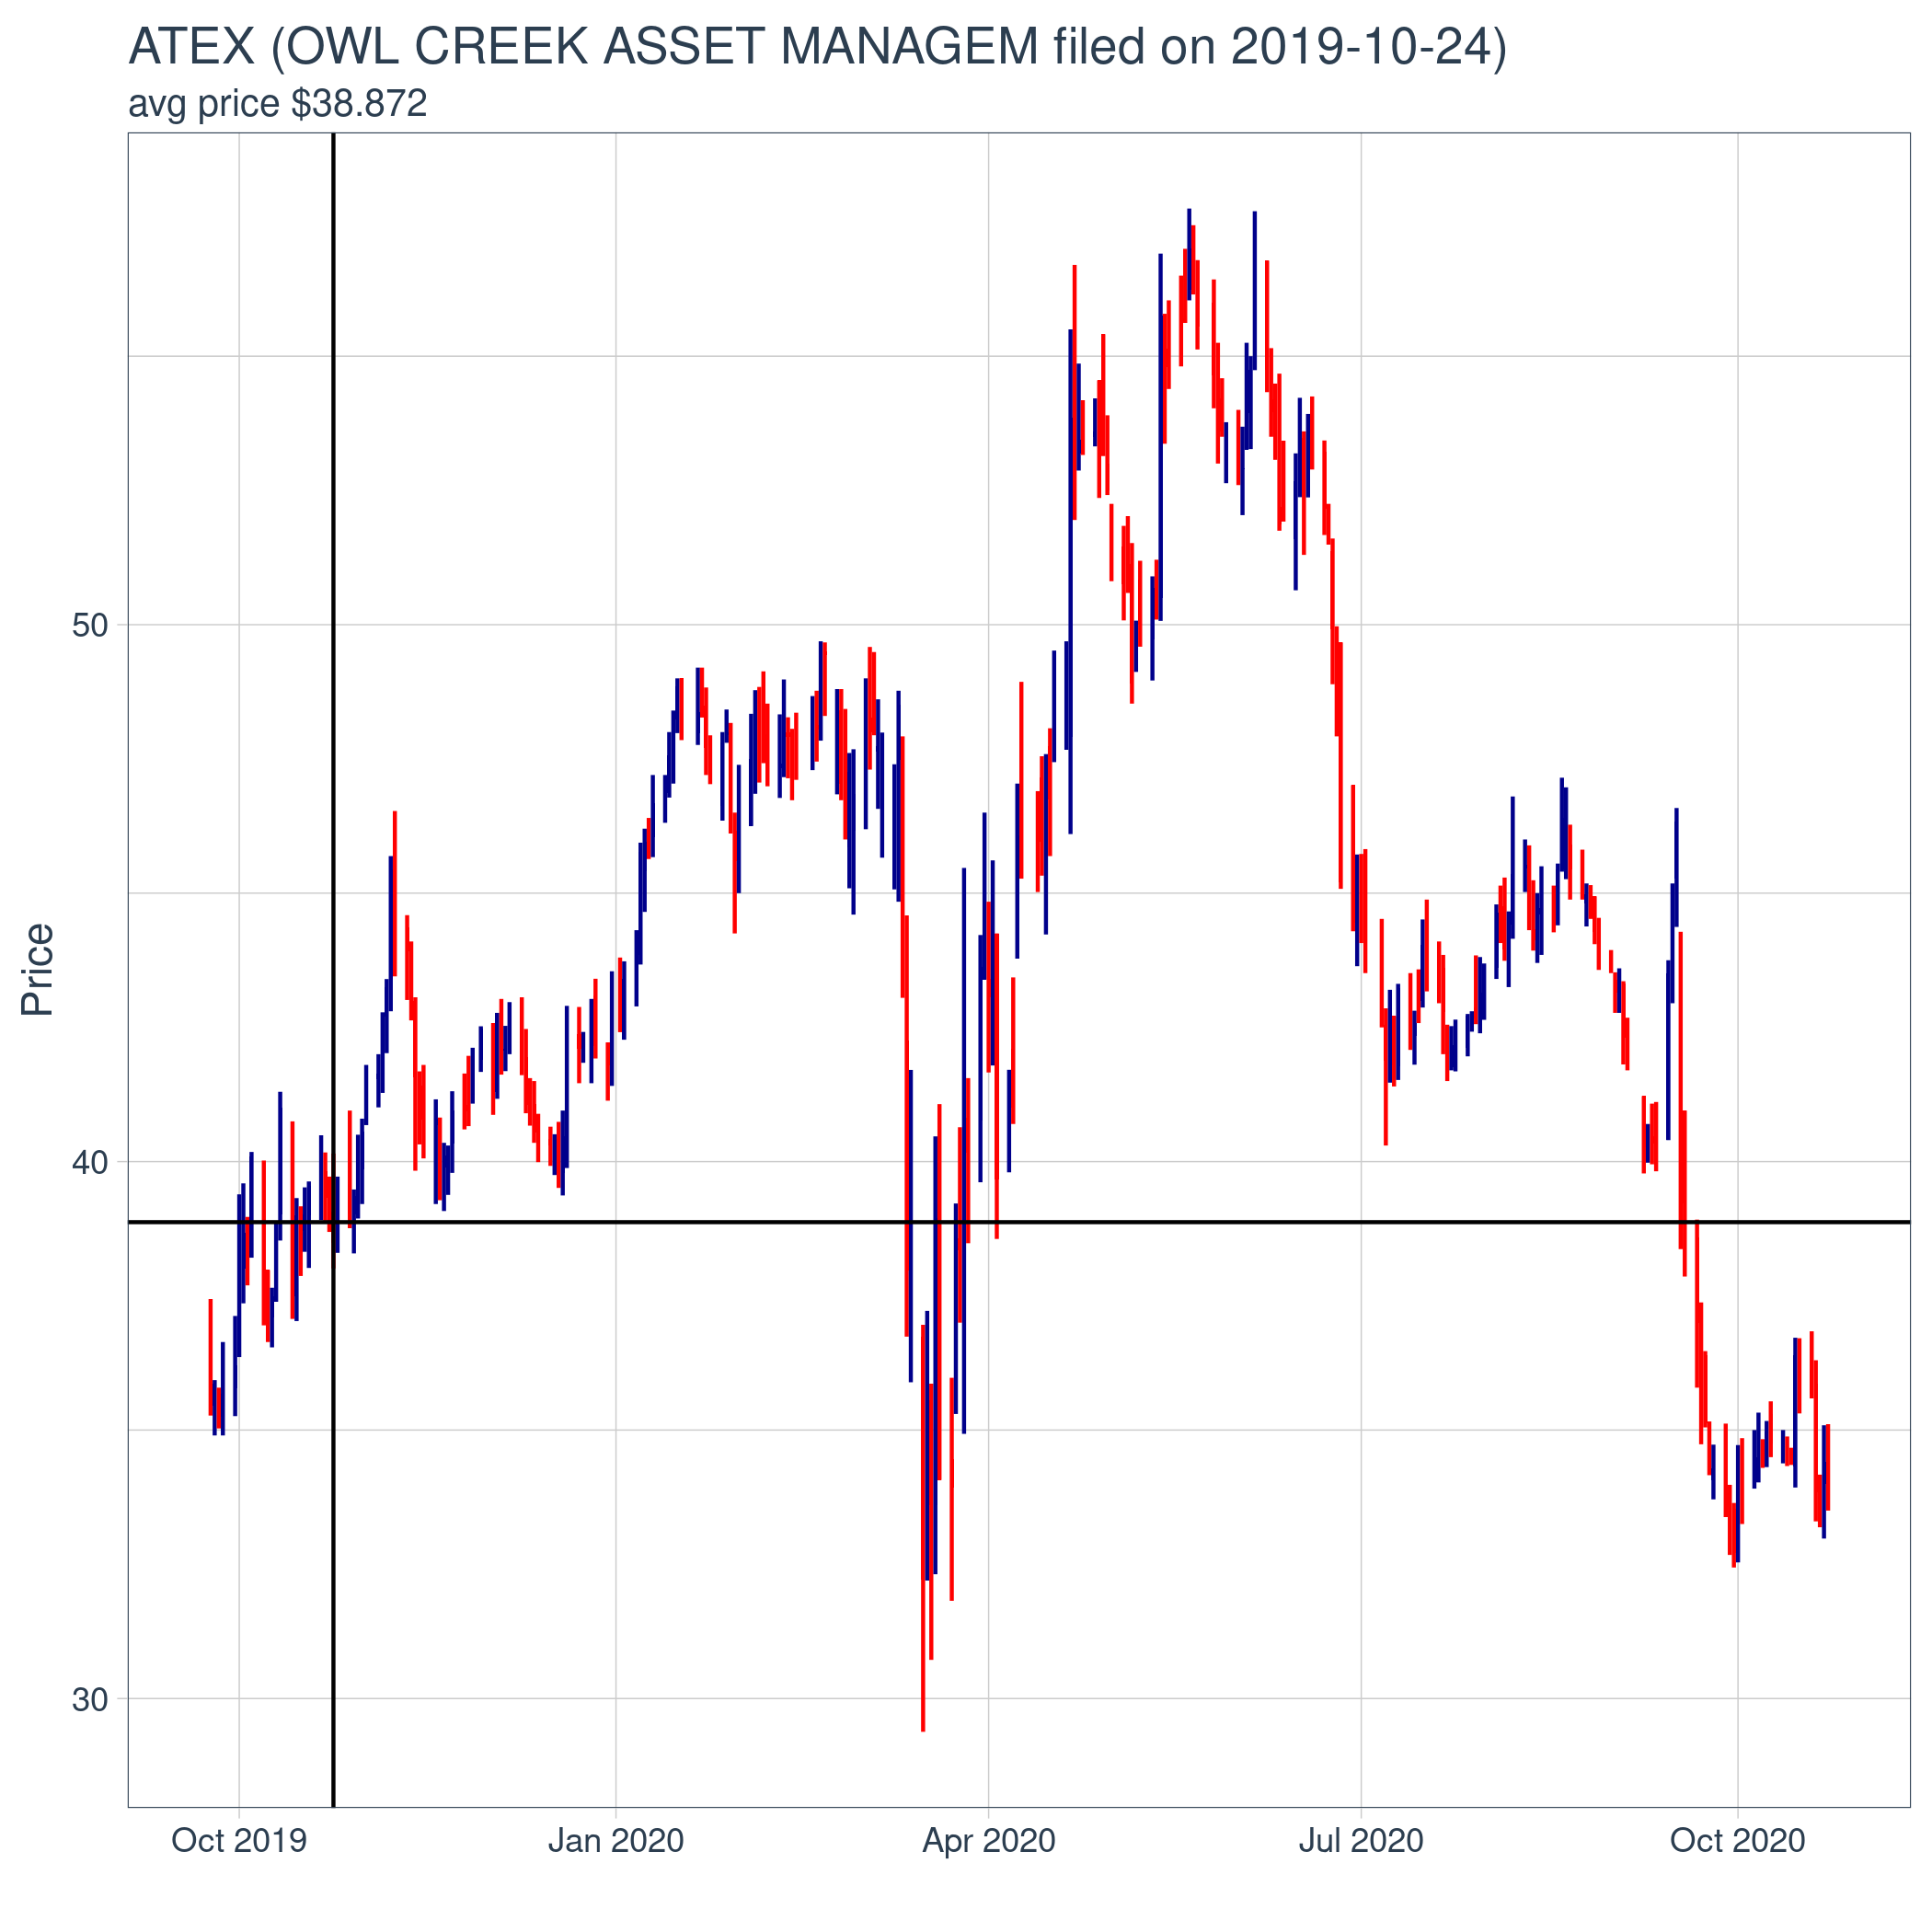 ATEX (OWL CREEK ASSET MANAGEM filed on 2019-10-24)
avg price $38.872
Price
50
40
30
Oct 2019
Jan 2020
Apr 2020
Jul 2020
Oct 2020